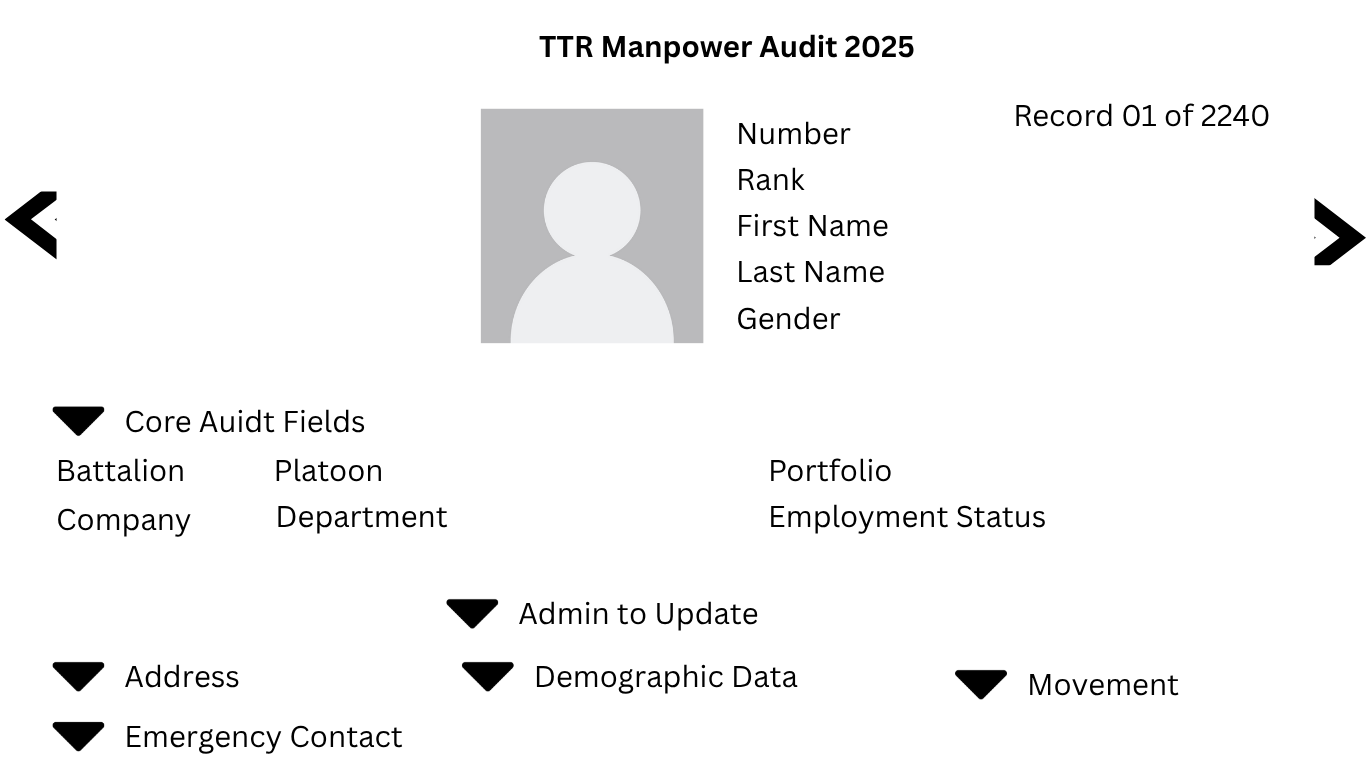 TTR Manpower Audit 2025
Record 01 of 2240
Number
Rank
First Name
Last Name
Gender
Core Auidt Fields
Battalion Platoon Portfolio
Company Department Employment Status
Admin to Update
Address Demographic Data Movement
Emergency Contact